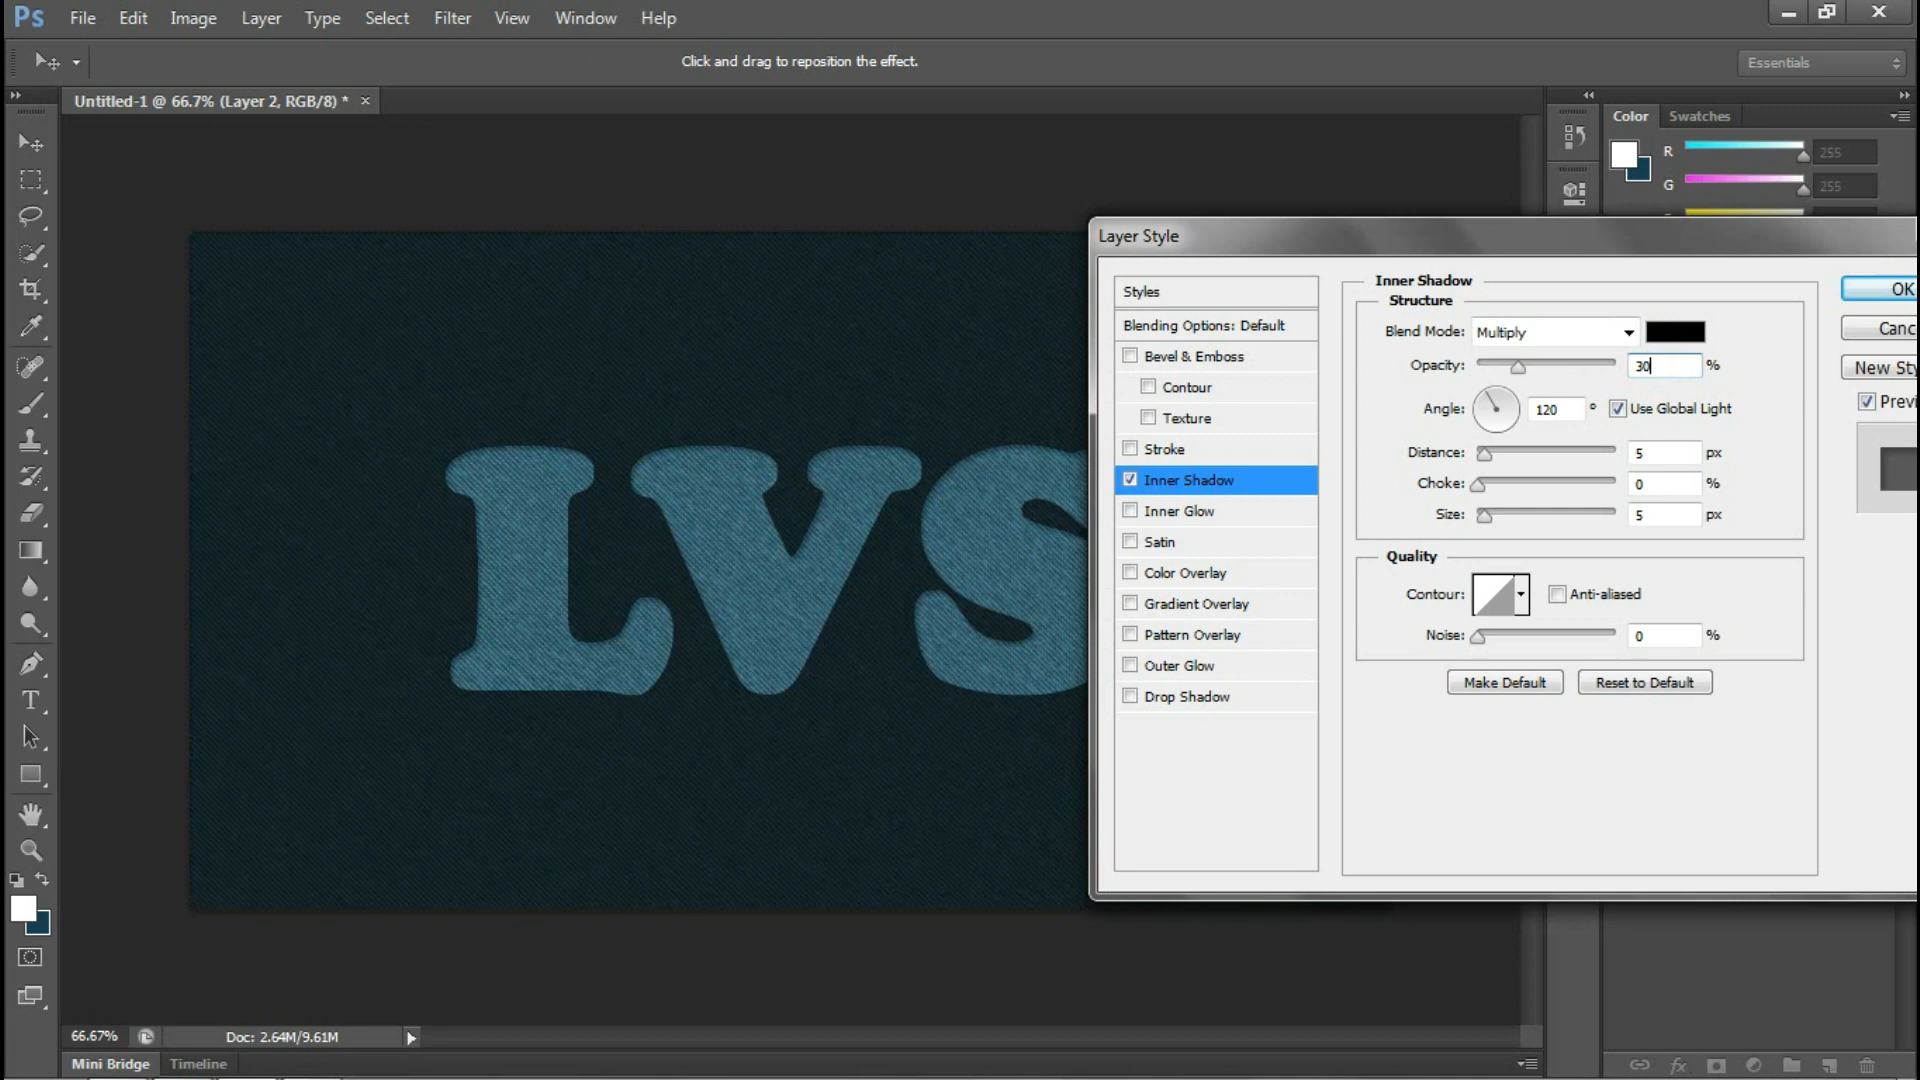 Ps File Edit Image Layer Type Select Filter View Window Help
Click and drag to reposition the effect.
Essentials
Untitled-1 @ 66.7% (Layer 2, RGB/8) * ×
Color Swatches
R 255
G 255
Layer Style
Styles
Blending Options: Default
Bevel & Emboss
Contour
Texture
Stroke
Inner Shadow
Inner Glow
Satin
Color Overlay
Gradient Overlay
Pattern Overlay
Outer Glow
Drop Shadow
Inner Shadow
Structure
Blend Mode: Multiply
Opacity: 30 %
Angle: 120 ° Use Global Light
Distance: 5 px
Choke: 0 %
Size: 5 px
Quality
Contour: Anti-aliased
Noise: 0 %
Make Default Reset to Default
OK
Canc
New Sty
Previ
LVS
66.67% Doc: 2.64M/9.61M
Mini Bridge Timeline
fx